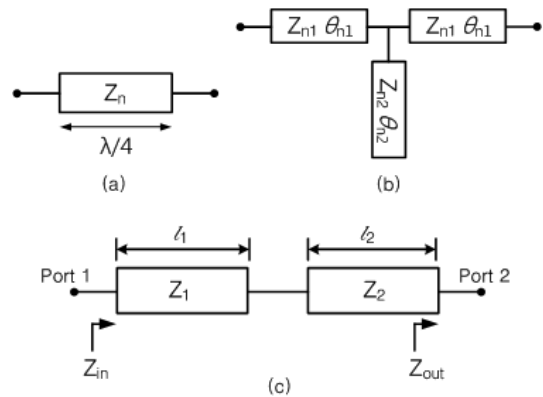 Zn1 θn1
Zn1 θn1
Zn
Zn2 θn2
λ/4
(a)
(b)
l1
l2
Port 1
Z1
Z2
Port 2
Zin
Zout
(c)